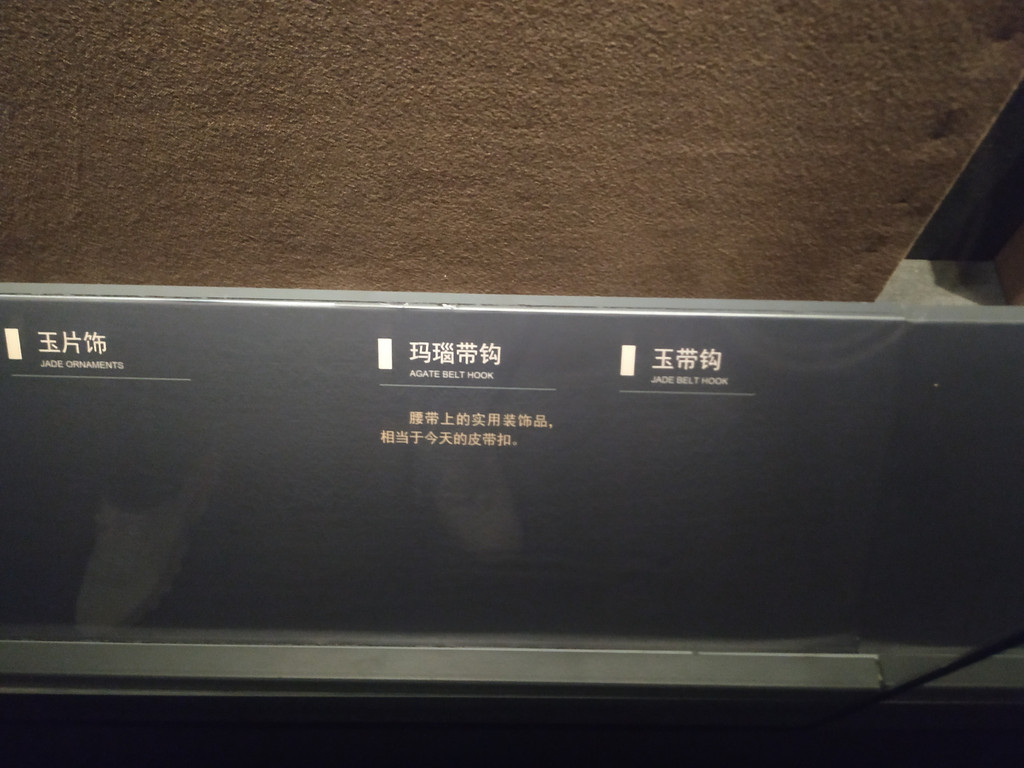 玉片饰
JADE ORNAMENTS
玛瑙带钩
AGATE BELT HOOK
腰带上的实用装饰品，
相当于今天的皮带扣。
玉带钩
JADE BELT HOOK